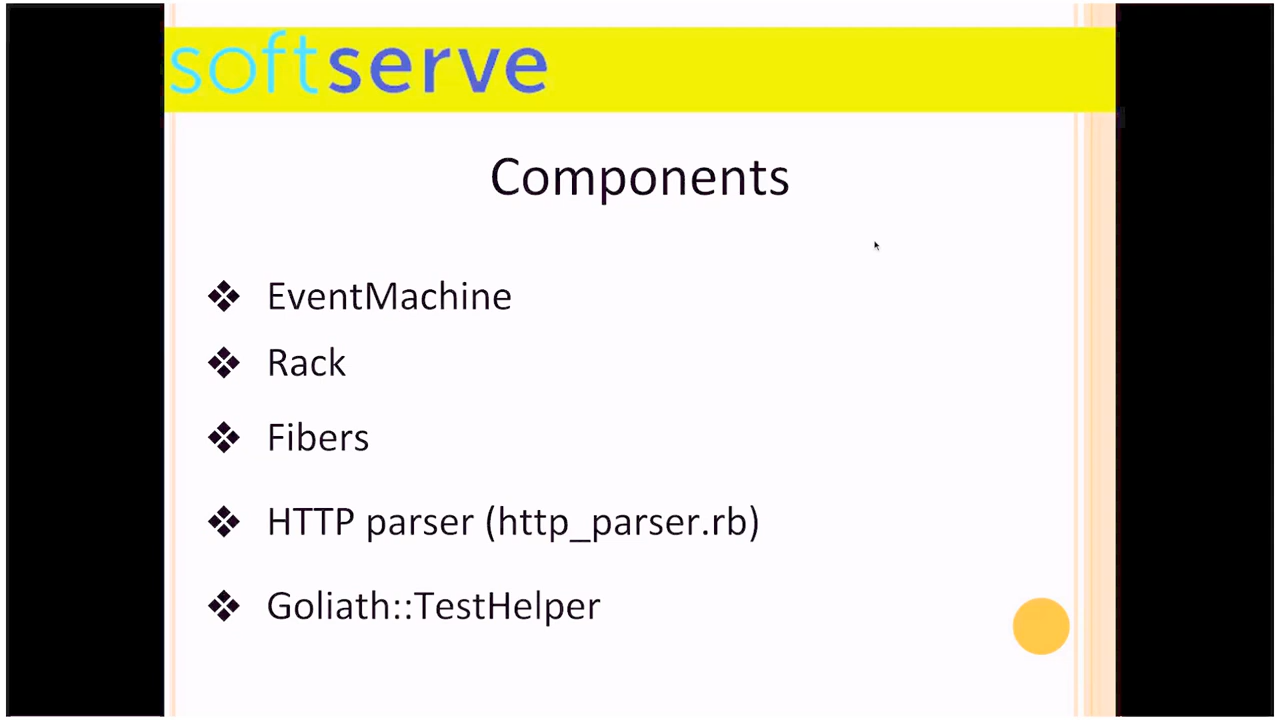 softserve
Components
❖ EventMachine
❖ Rack
❖ Fibers
❖ HTTP parser (http_parser.rb)
❖ Goliath::TestHelper